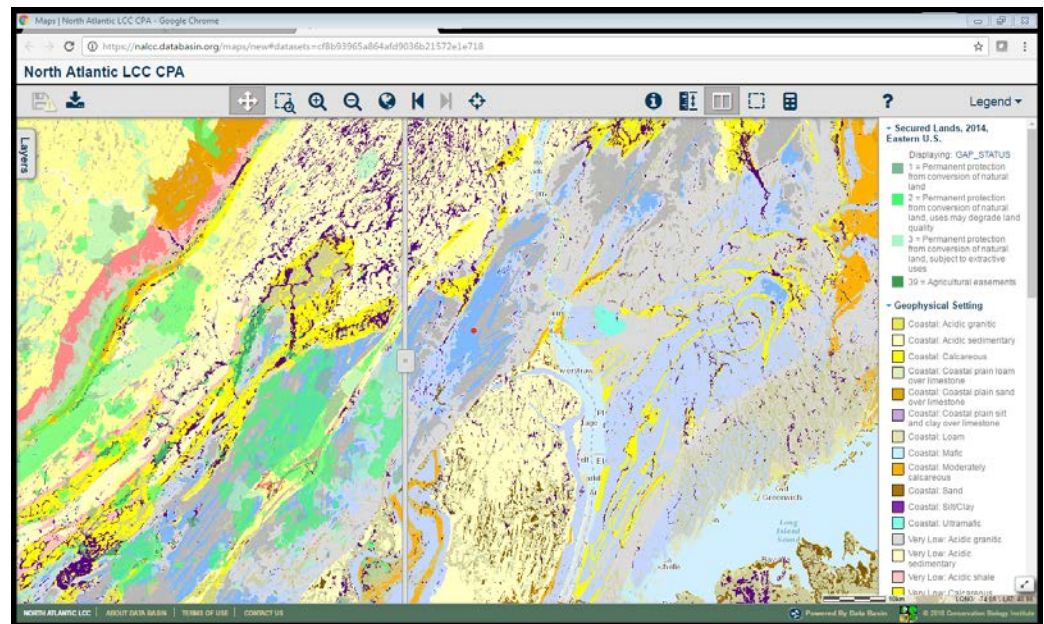 Maps | North Atlantic LCC CPA - Google Chrome
https://nalcc.databasin.org/maps/new#datasets=cf8b93965a864afd9036b21572e1e718
North Atlantic LCC CPA
?
Legend
Layers
Secured Lands, 2014,
Eastern U.S.
Displaying: GAP_STATUS
1 = Permanent protection
from conversion of natural
land
2 = Permanent protection
from conversion of natural
land, uses may degrade land
quality
3 = Permanent protection
from conversion of natural
land, subject to extractive
uses
39 = Agricultural easements
Geophysical Setting
Coastal: Acidic granitic
Coastal: Acidic sedimentary
Coastal: Calcareous
Coastal: Coastal plain loam
over limestone
Coastal: Coastal plain sand
over limestone
Coastal: Coastal plain silt
and clay over limestone
Coastal: Loam
Coastal: Mafic
Coastal: Moderately
calcareous
Coastal: Sand
Coastal: Silt/Clay
Coastal: Ultramafic
Very Low: Acidic granitic
Very Low: Acidic
sedimentary
Very Low: Acidic shale
Very Low: Calcareous
Greenwich
Long
Island
Sound
10km
NORTH ATLANTIC LCC | ABOUT DATA BASIN | TERMS OF USE | CONTACT US
Powered By Data Basin
© 2016 Conservation Biology Institute